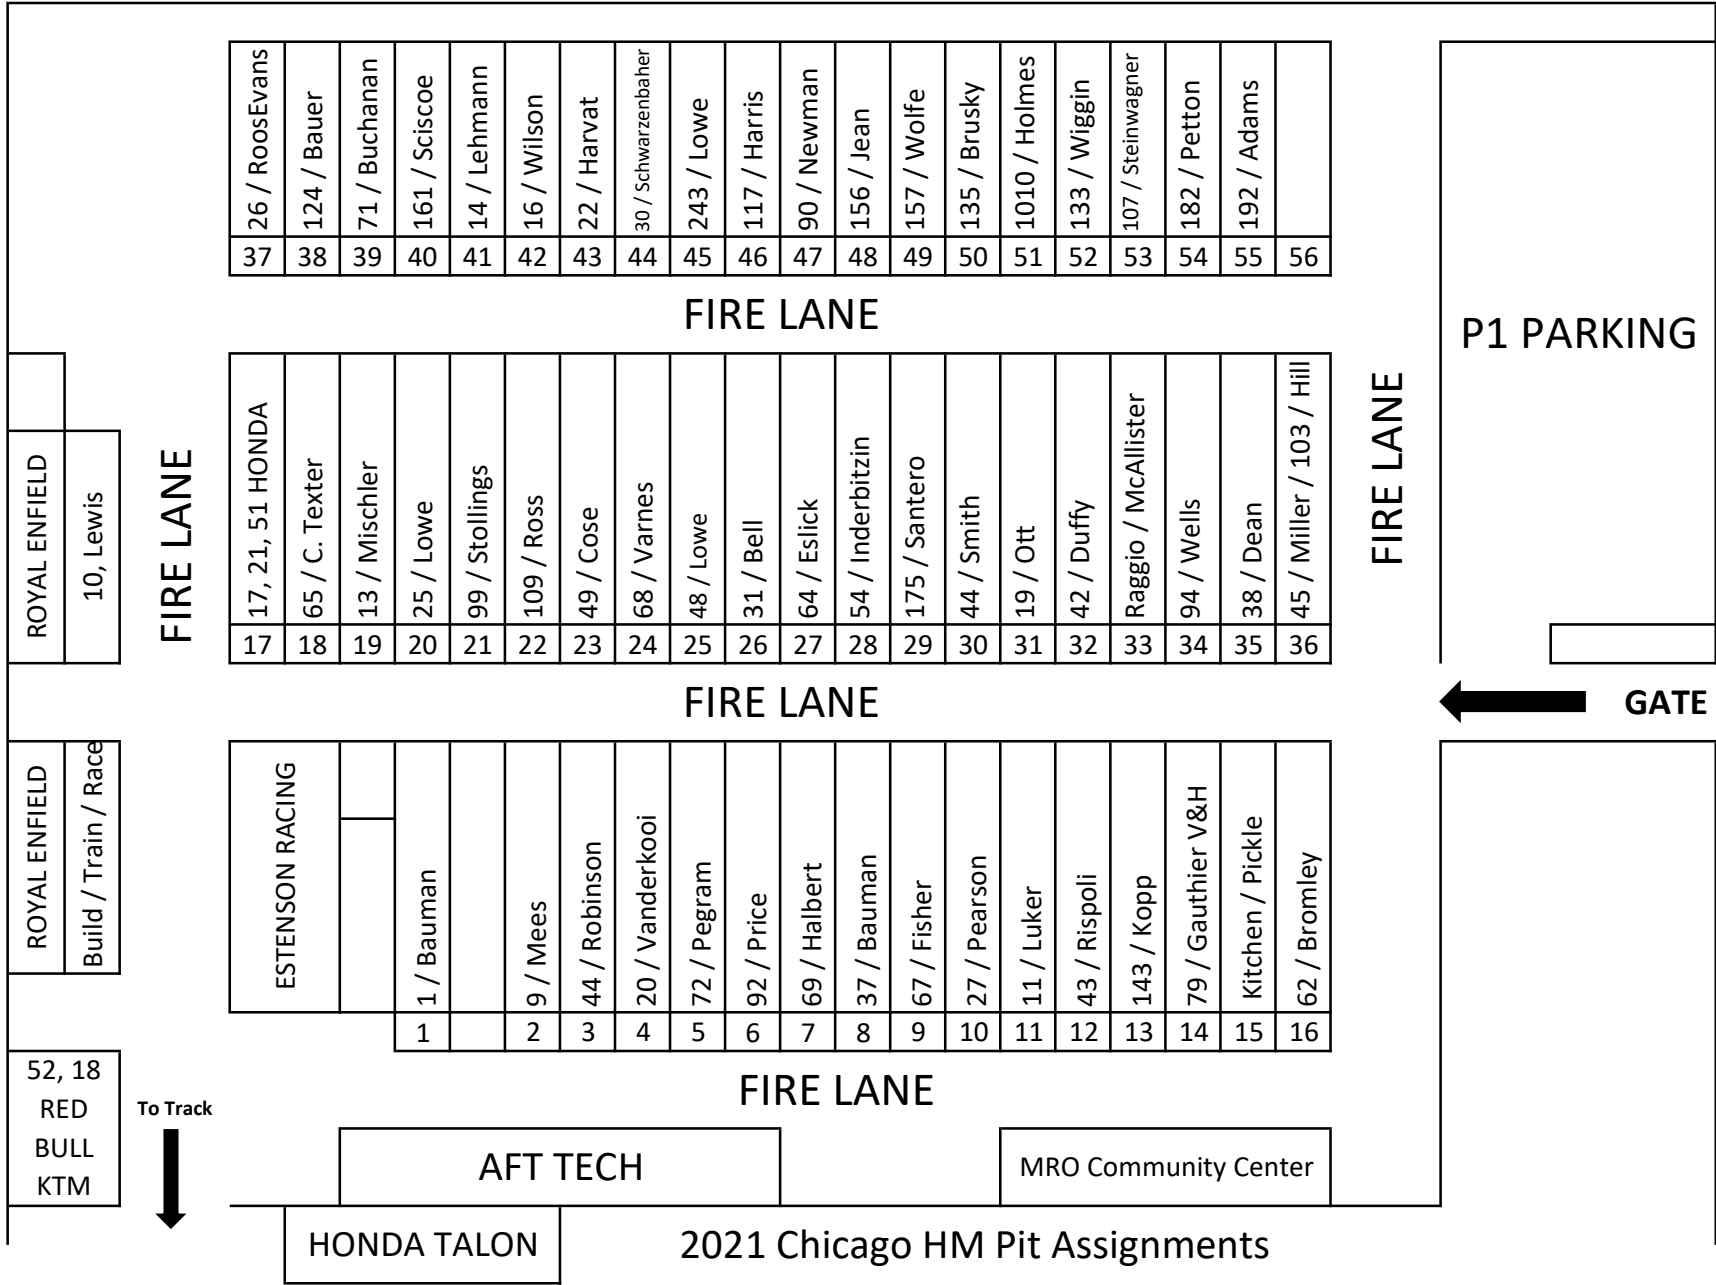 26 / RoosEvans
124 / Bauer
71 / Buchanan
161 / Sciscoe
14 / Lehmann
16 / Wilson
22 / Harvat
30 / Schwarzenbaher
243 / Lowe
117 / Harris
90 / Newman
156 / Jean
157 / Wolfe
135 / Brusky
1010 / Holmes
133 / Wiggin
107 / Steinwagner
182 / Petton
192 / Adams
37 38 39 40 41 42 43 44 45 46 47 48 49 50 51 52 53 54 55 56
FIRE LANE
P1 PARKING
ROYAL ENFIELD
10, Lewis
FIRE LANE
17, 21, 51 HONDA
65 / C. Texter
13 / Mischler
25 / Lowe
99 / Stollings
109 / Ross
49 / Cose
68 / Varnes
48 / Lowe
31 / Bell
64 / Eslick
54 / Inderbitzin
175 / Santero
44 / Smith
19 / Ott
42 / Duffy
Raggio / McAllister
94 / Wells
38 / Dean
45 / Miller / 103 / Hill
FIRE LANE
17 18 19 20 21 22 23 24 25 26 27 28 29 30 31 32 33 34 35 36
FIRE LANE
GATE
ROYAL ENFIELD
Build / Train / Race
ESTENSON RACING
1 / Bauman
9 / Mees
44 / Robinson
20 / Vanderkooi
72 / Pegram
92 / Price
69 / Halbert
37 / Bauman
67 / Fisher
27 / Pearson
11 / Luker
43 / Rispoli
143 / Kopp
79 / Gauthier V&H
Kitchen / Pickle
62 / Bromley
1 2 3 4 5 6 7 8 9 10 11 12 13 14 15 16
52, 18
RED
BULL
KTM
To Track
FIRE LANE
AFT TECH
MRO Community Center
HONDA TALON
2021 Chicago HM Pit Assignments